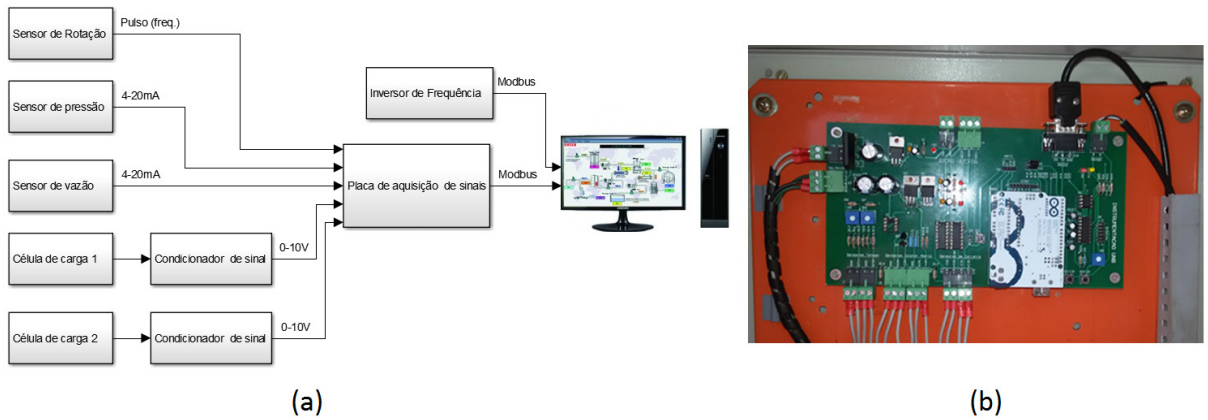 Sensor de Rotação
Pulso (freq.)
Sensor de pressão
4-20mA
Sensor de vazão
4-20mA
Célula de carga 1
Condicionador de sinal
0-10V
Célula de carga 2
Condicionador de sinal
0-10V
Inversor de Frequência
Modbus
Placa de aquisição de sinais
Modbus
INSTRUMENTACAO UNB
(a)
(b)